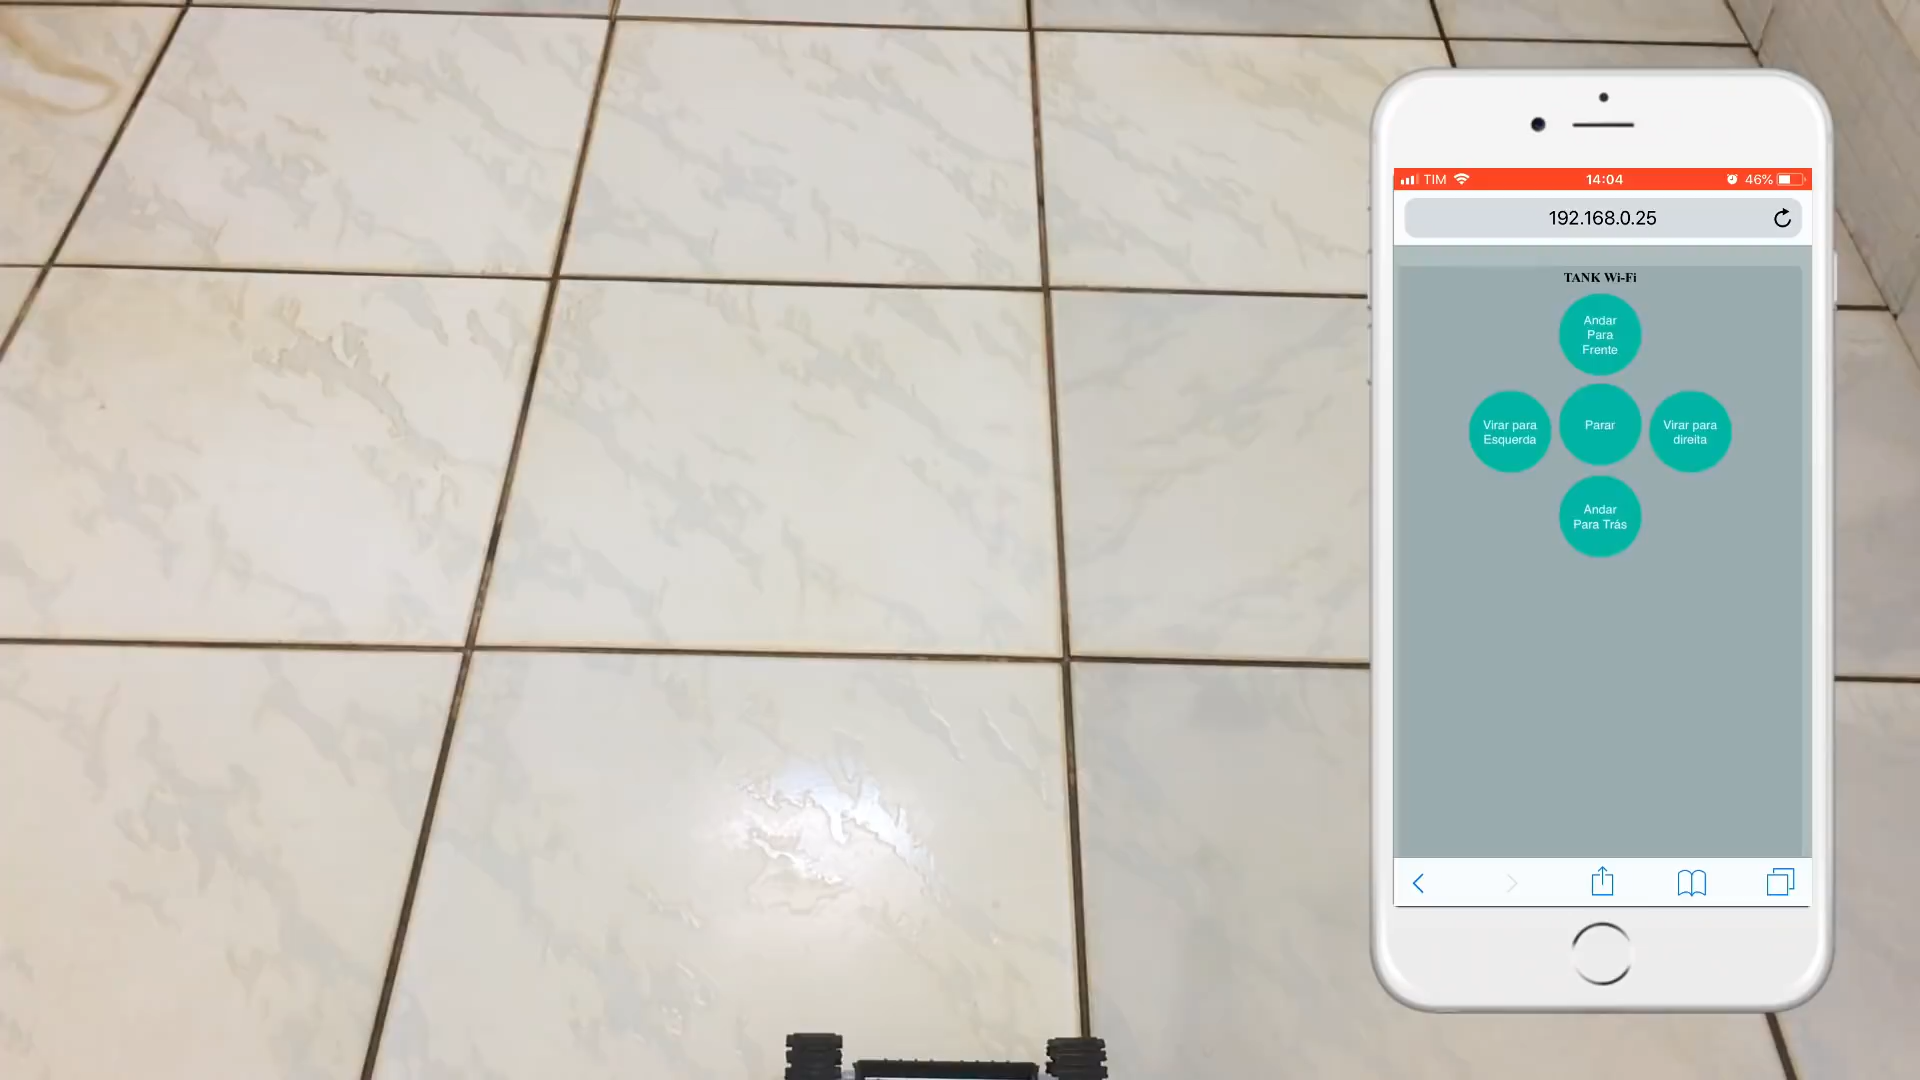 TIM
14:04
46%
192.168.0.25
TANK Wi-Fi
Andar
Para
Frente
Virar para
Esquerda
Parar
Virar para
direita
Andar
Para Trás